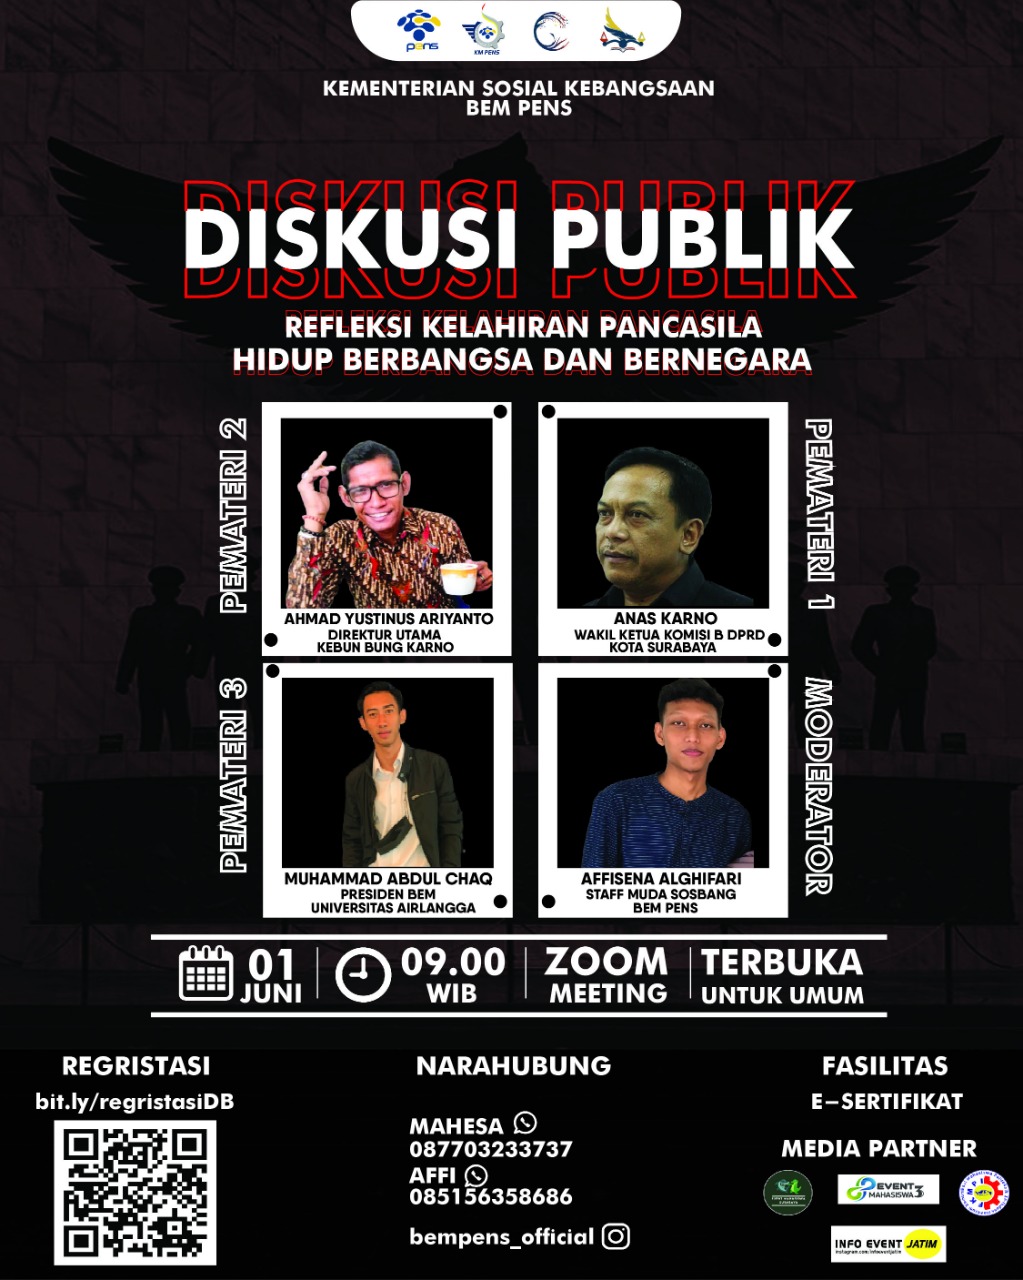 pens
KM PENS
KEMENTERIAN SOSIAL KEBANGSAAN
BEM PENS
DISKUSI PUBLIK
REFLEKSI KELAHIRAN PANCASILA
HIDUP BERBANGSA DAN BERNEGARA
PEMATERI 2
AHMAD YUSTINUS ARIYANTO
DIREKTUR UTAMA
KEBUN BUNG KARNO
PEMATERI 1
ANAS KARNO
WAKIL KETUA KOMISI B DPRD
KOTA SURABAYA
PEMATERI 3
MUHAMMAD ABDUL CHAQ
PRESIDEN BEM
UNIVERSITAS AIRLANGGA
MODERATOR
AFFISENA ALGHIFARI
STAFF MUDA SOSBANG
BEM PENS
01
JUNI
09.00
WIB
ZOOM
MEETING
TERBUKA
UNTUK UMUM
REGRISTASI
bit.ly/regristasiDB
NARAHUBUNG
MAHESA
087703233737
AFFI
085156358686
bempens_official
FASILITAS
E-SERTIFIKAT
MEDIA PARTNER
EVENT
MAHASISWA3
INFO EVENT JATIM